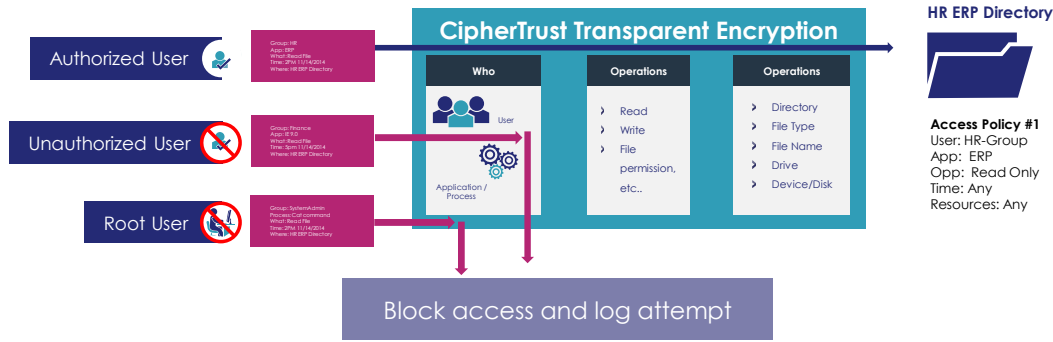 CipherTrust Transparent Encryption
HR ERP Directory
Authorized User
Group: HR
App: ERP
What: Read File
Time: 2PM 11/14/2014
Where: HR ERP Directory
Who
Operations
Operations
User
Application /
Process
Read
Write
File
permission,
etc..
Directory
File Type
File Name
Drive
Device/Disk
Unauthorized User
Group: Finance
App: IE9.0
What: Read File
Time: 5pm 11/14/2014
Where: HR ERP Directory
Access Policy #1
User: HR-Group
App: ERP
Opp: Read Only
Time: Any
Resources: Any
Root User
Group: SystemAdmin
Process: Cat command
What: Read File
Time: 2PM 11/14/2014
Where: HR ERP Directory
Block access and log attempt